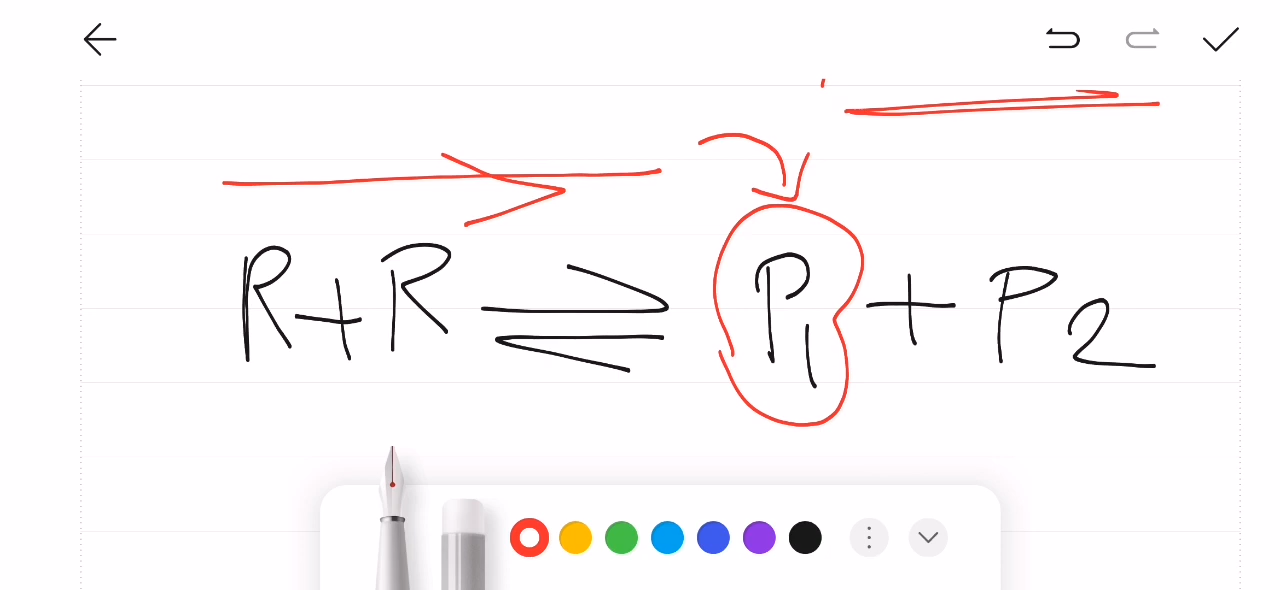 R+R ⇌ P₁ + P₂